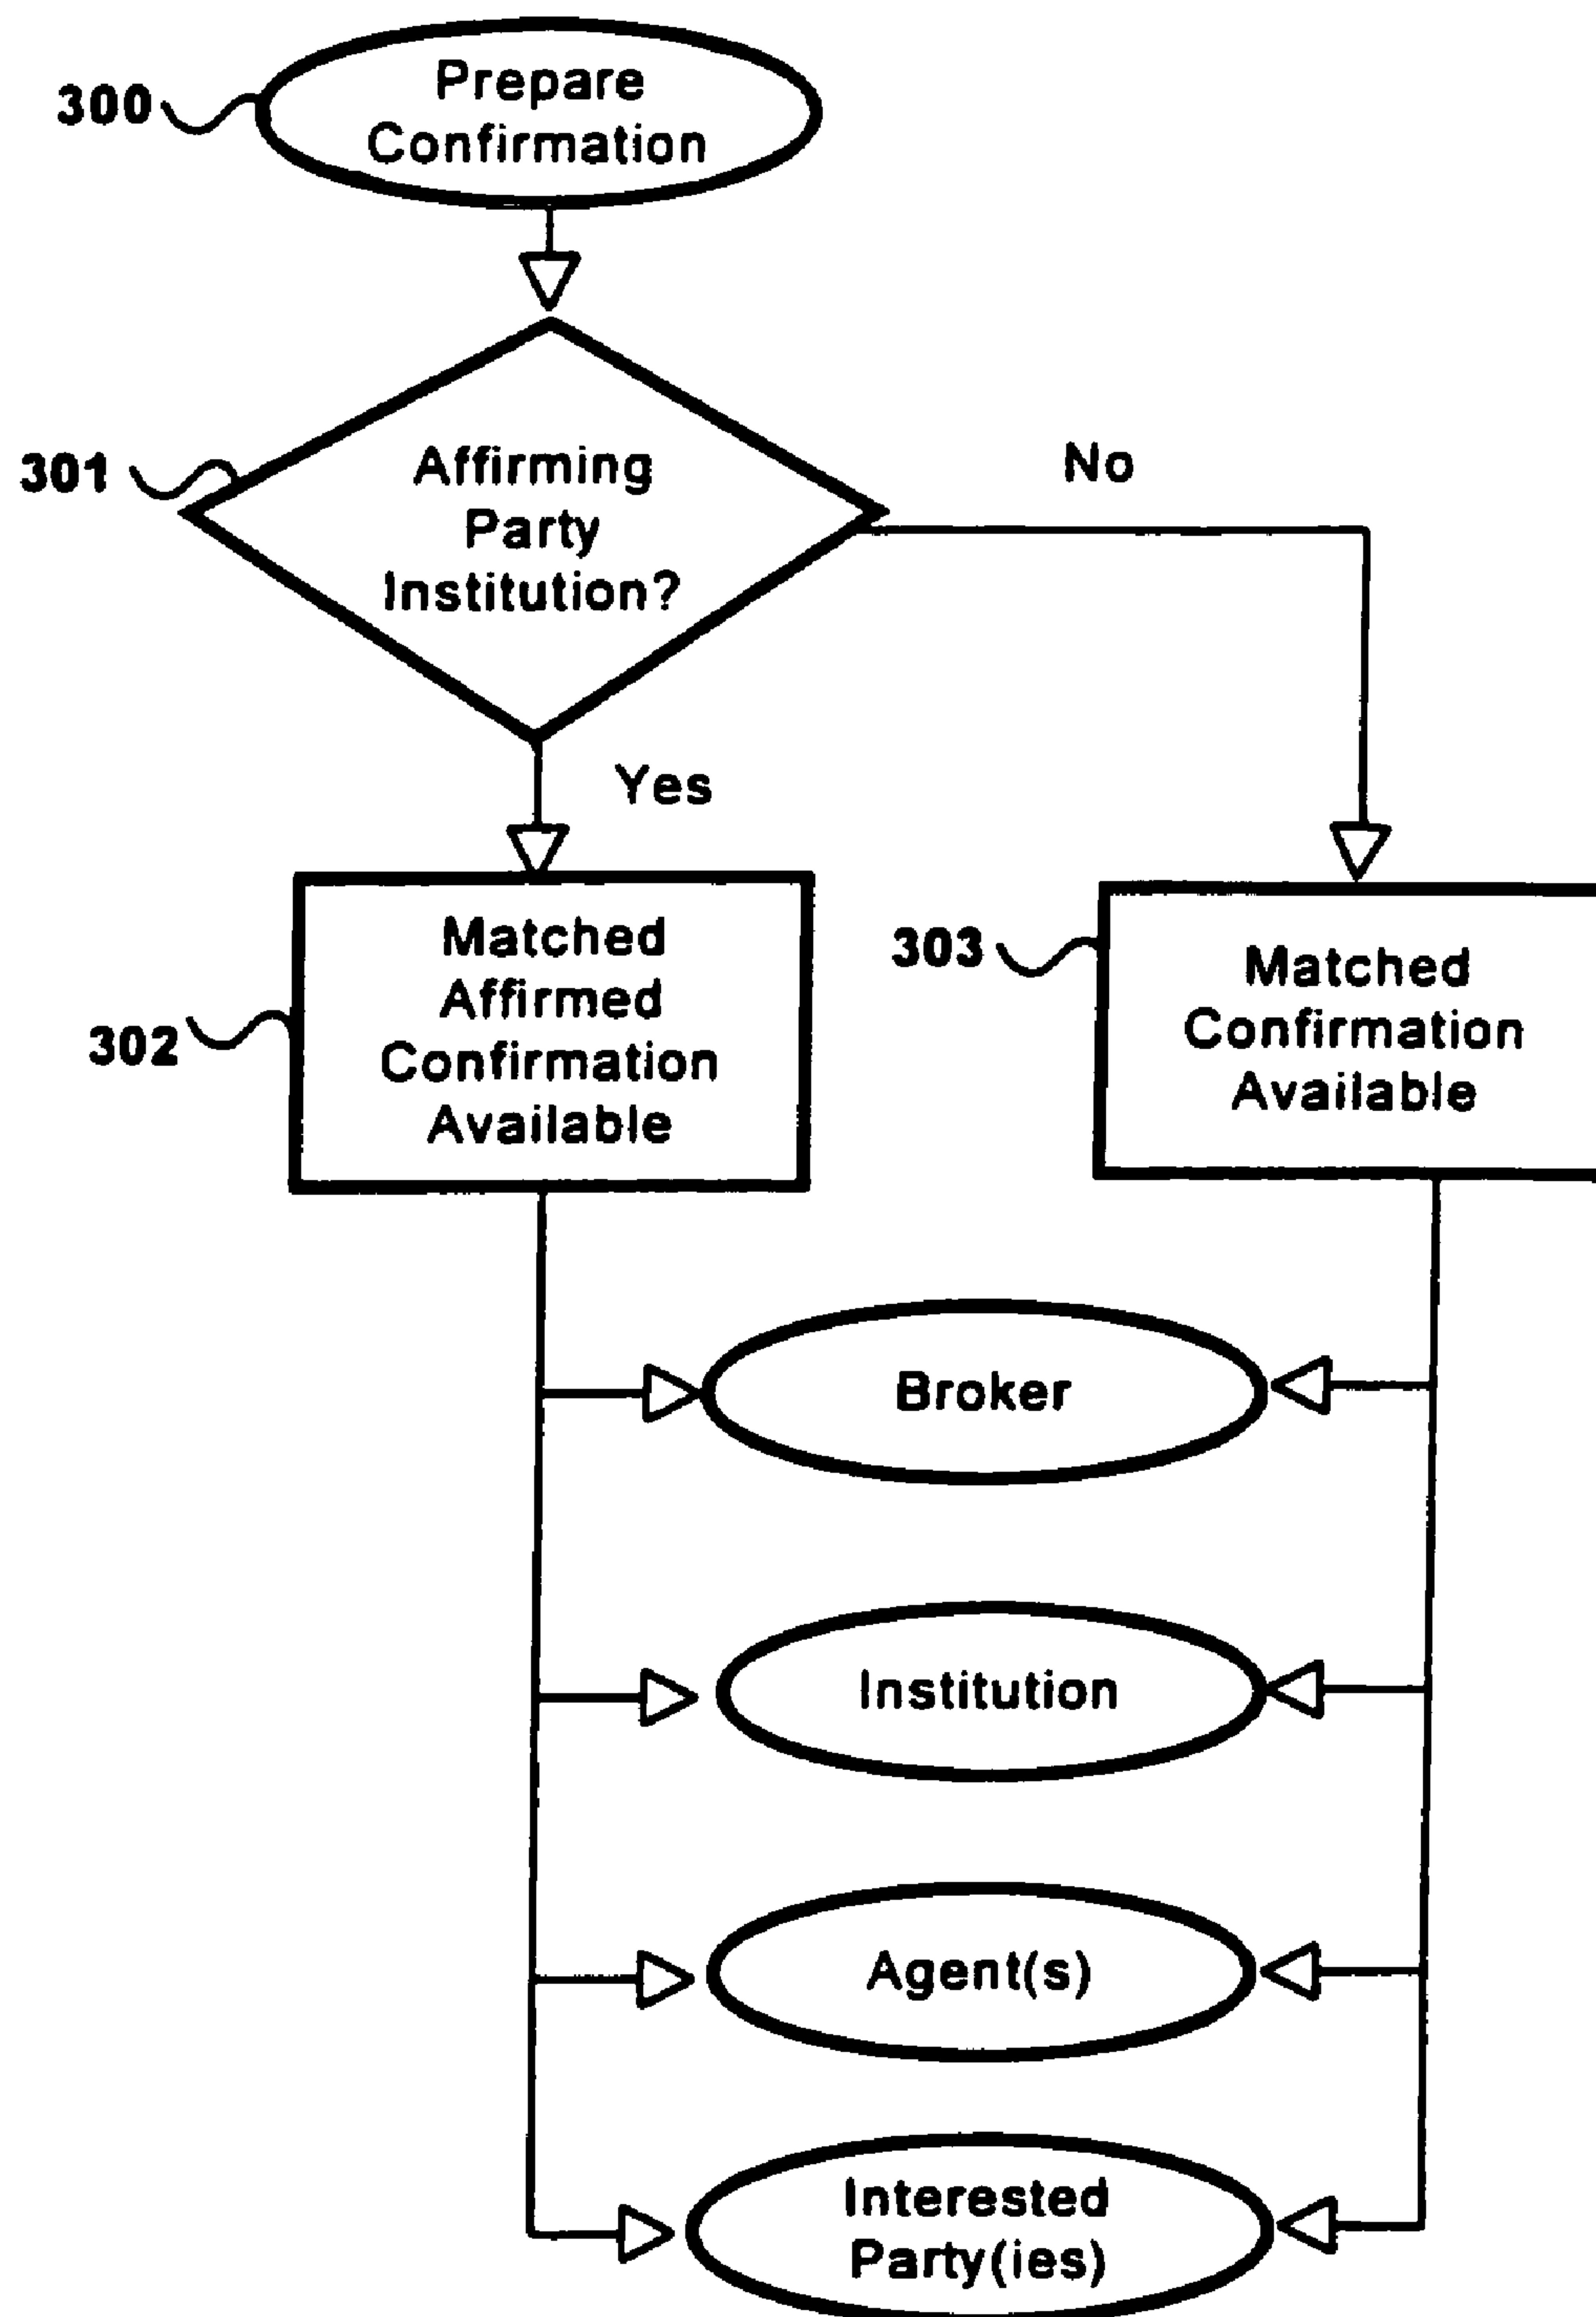 300
Prepare
Confirmation
301
Affirming
Party
Institution?
No
Yes
302
Matched
Affirmed
Confirmation
Available
303
Matched
Confirmation
Available
Broker
Institution
Agent(s)
Interested
Party(ies)